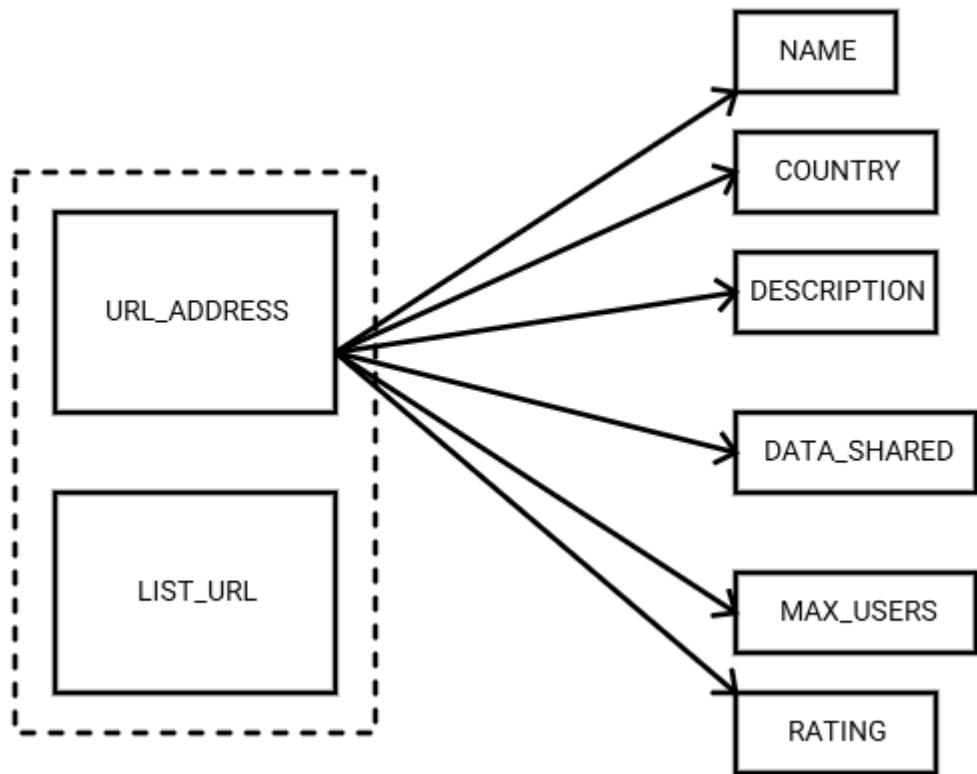 NAME
COUNTRY
URL_ADDRESS
DESCRIPTION
DATA_SHARED
LIST_URL
MAX_USERS
RATING